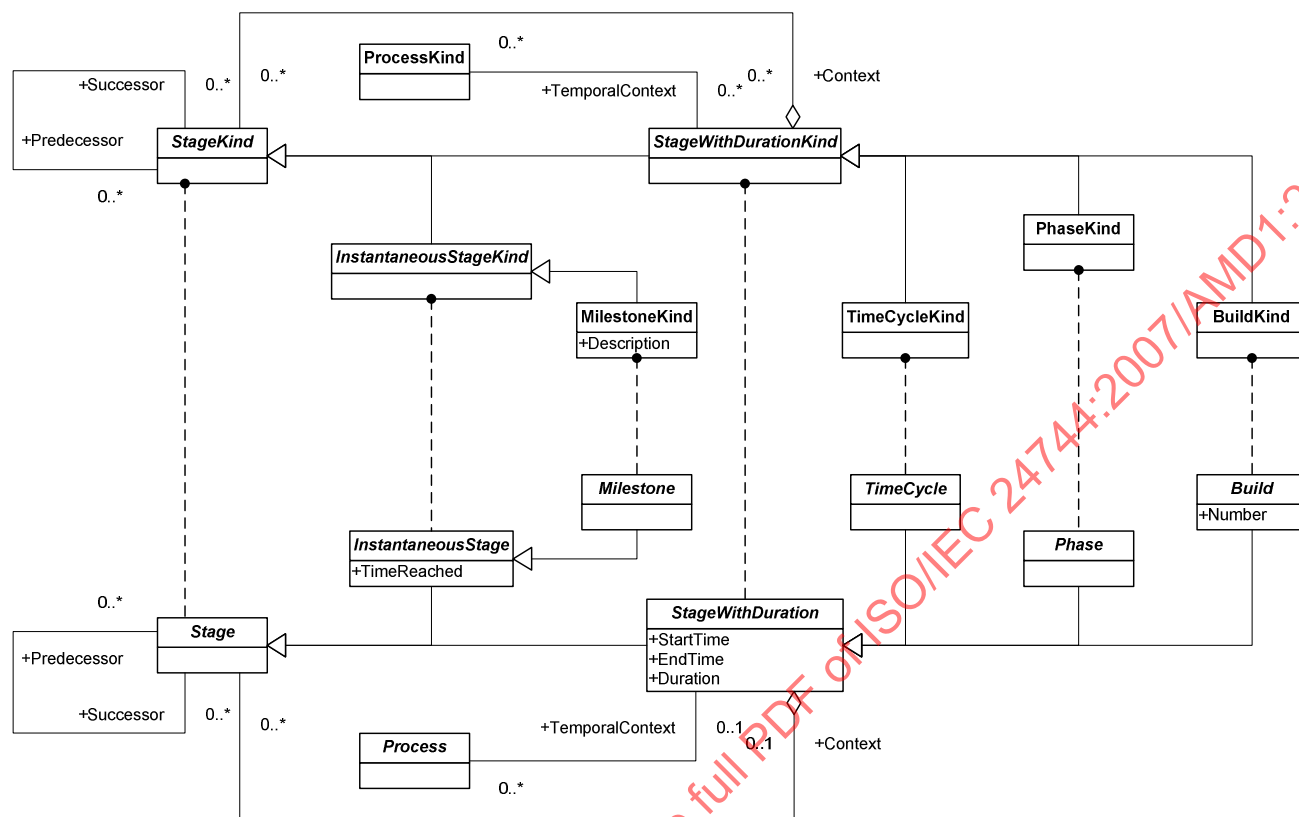 0..*
ProcessKind
+Successor
0..*
0..*
0..*
+Context
+TemporalContext
0..*
+Predecessor
StageKind
StageWithDurationKind
0..*
PhaseKind
InstantaneousStageKind
MilestoneKind
+Description
TimeCycleKind
BuildKind
Milestone
TimeCycle
Build
+Number
InstantaneousStage
+TimeReached
Phase
0..*
Stage
StageWithDuration
+StartTime
+EndTime
+Duration
+Predecessor
+Successor
0..*
0..*
+TemporalContext
0..1
0..1
+Context
Process
0..*
full PDF of ISO/IEC 24744:2007/AMD1:2